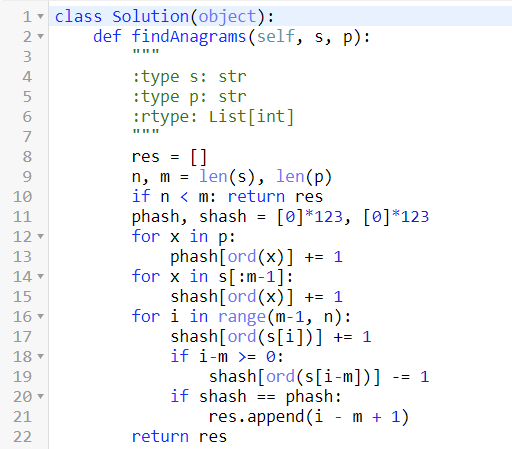 1 class Solution(object):
2     def findAnagrams(self, s, p):
3         """
4         :type s: str
5         :type p: str
6         :rtype: List[int]
7         """
8         res = []
9         n, m = len(s), len(p)
10         if n < m: return res
11         phash, shash = [0]*123, [0]*123
12         for x in p:
13             phash[ord(x)] += 1
14         for x in s[:m-1]:
15             shash[ord(x)] += 1
16         for i in range(m-1, n):
17             shash[ord(s[i])] += 1
18             if i-m >= 0:
19                 shash[ord(s[i-m])] -= 1
20             if shash == phash:
21                 res.append(i - m + 1)
22         return res